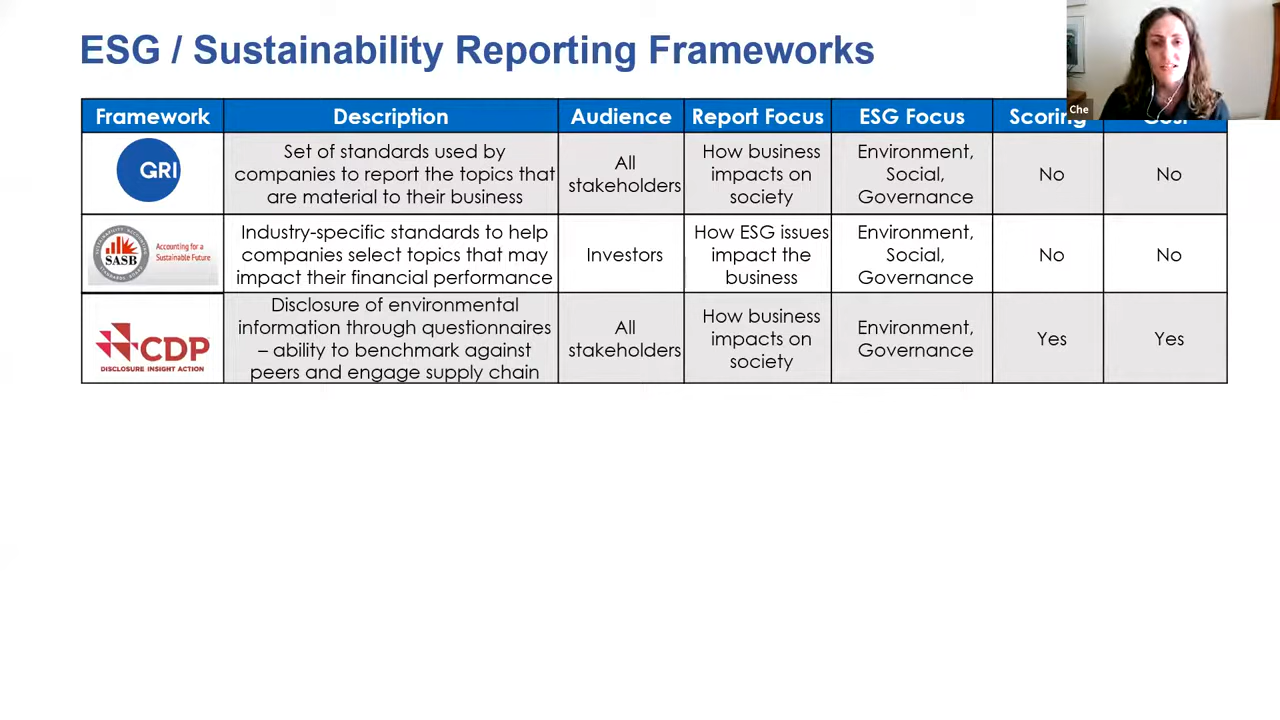 ESG / Sustainability Reporting Frameworks
Che
Framework Description Audience Report Focus ESG Focus Scoring
GRI
Set of standards used by
companies to report the topics that
are material to their business
All
stakeholders
How business
impacts on
society
Environment,
Social,
Governance
No
No
SASB
Accounting for a
Sustainable Future
Industry-specific standards to help
companies select topics that may
impact their financial performance
Investors
How ESG issues
impact the
business
Environment,
Social,
Governance
No
No
CDP
DISCLOSURE INSIGHT ACTION
Disclosure of environmental
information through questionnaires
– ability to benchmark against
peers and engage supply chain
All
stakeholders
How business
impacts on
society
Environment,
Governance
Yes
Yes